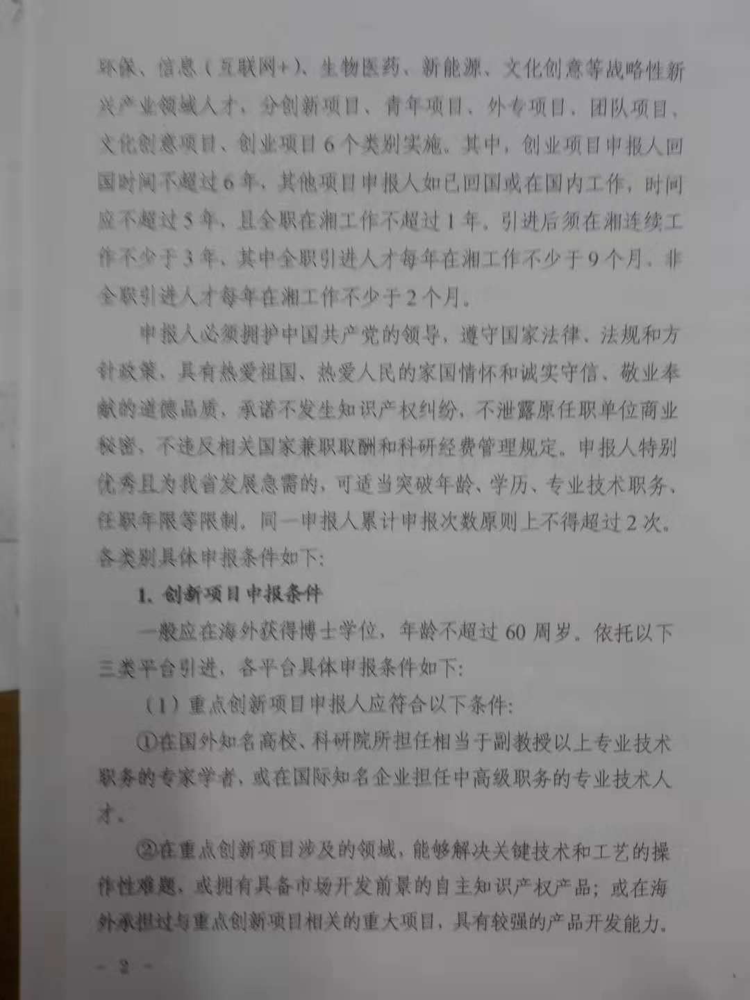 环保、信息（互联网+）、生物医药、新能源、文化创意等战略性新
兴产业领域人才，分创新项目、青年项目、外专项目、团队项目、
文化创意项目、创业项目 6 个类别实施。其中，创业项目申报人回
国时间不超过 6 年，其他项目申报人如已回国或在国内工作，时间
应不超过 5 年，且全职在湘工作不超过 1 年。引进后须在湘连续工
作不少于 3 年，其中全职引进人才每年在湘工作不少于 9 个月、非
全职引进人才每年在湘工作不少于 2 个月。
申报人必须拥护中国共产党的领导，遵守国家法律、法规和方
针政策，具有热爱祖国、热爱人民的家国情怀和诚实守信、敬业奉
献的道德品质，承诺不发生知识产权纠纷，不泄露原任职单位商业
秘密，不违反相关国家兼职取酬和科研经费管理规定。申报人特别
优秀且为我省发展急需的，可适当突破年龄、学历、专业技术职务、
任职年限等限制。同一申报人累计申报次数原则上不得超过 2 次。
各类别具体申报条件如下：
1. 创新项目申报条件
一般应在海外获得博士学位，年龄不超过 60 周岁。依托以下
三类平台引进，各平台具体申报条件如下：
（1）重点创新项目申报人应符合以下条件：
①在国外知名高校、科研院所担任相当于副教授以上专业技术
职务的专家学者，或在国际知名企业担任中高级职务的专业技术人
才。
②在重点创新项目涉及的领域，能够解决关键技术和工艺的操
作性难题，或拥有具备市场开发前景的自主知识产权产品；或在海
外承担过与重点创新项目相关的重大项目，具有较强的产品开发能力。
- 2 -